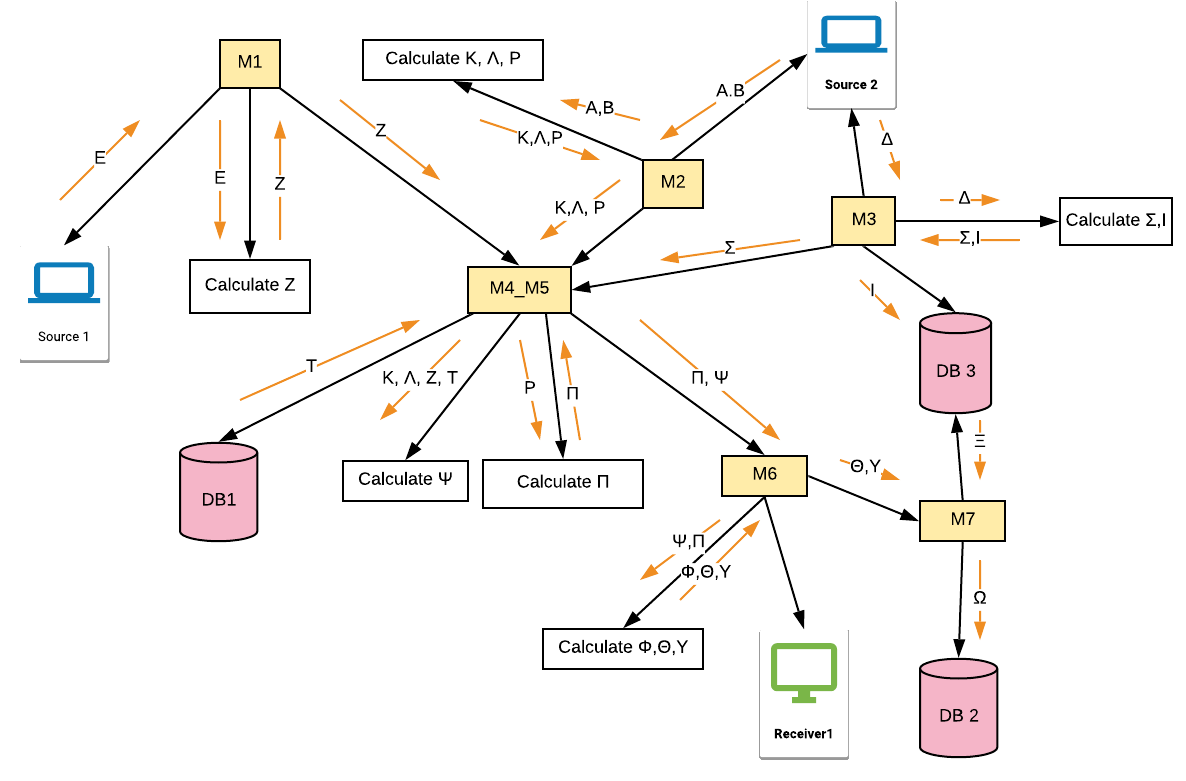 M1
Calculate Κ, Λ, Ρ
Source 2
Α.Β
Α,Β
Κ,Λ,Ρ
Ζ
Ε
Ε
Ζ
Δ
M2
Κ,Λ, Ρ
M3
Δ
Σ,Ι
Calculate Σ,Ι
Σ
Source 1
Calculate Ζ
M4_M5
Ι
DB 3
Τ
Κ, Λ, Ζ, Τ
Ρ
Π
Π, Ψ
Ξ
DB1
Calculate Ψ
Calculate Π
M6
Θ,Υ
M7
Ψ,Π
Φ,Θ,Υ
Ω
Calculate Φ,Θ,Υ
Receiver1
DB 2